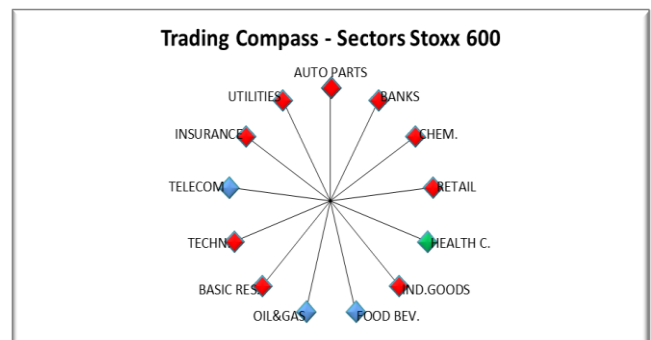 Trading Compass - Sectors Stoxx 600
AUTO PARTS
UTILITIES
BANKS
INSURANCE
CHEM.
TELECOM
RETAIL
TECHN.
HEALTH C.
BASIC RES.
IND.GOODS
OIL&GAS
FOOD BEV.